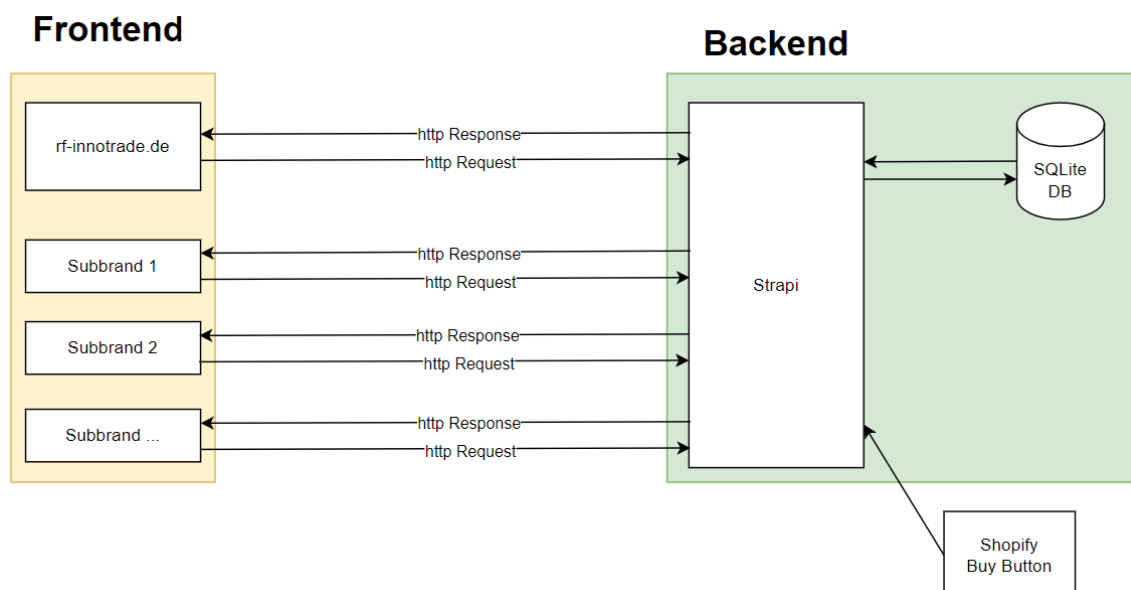 Frontend
Backend
rf-innotrade.de
http Response
http Request
SQLite
DB
Subbrand 1
http Response
http Request
Strapi
Subbrand 2
http Response
http Request
Subbrand ...
http Response
http Request
Shopify
Buy Button